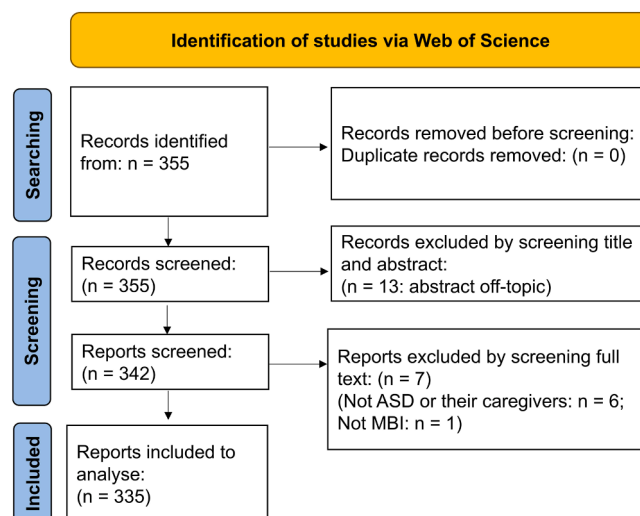 Identification of studies via Web of Science
Searching
Records identified
from: n = 355
Records removed before screening:
Duplicate records removed: (n = 0)
Screening
Records screened:
(n = 355)
Records excluded by screening title
and abstract:
(n = 13: abstract off-topic)
Reports screened:
(n = 342)
Reports excluded by screening full
text: (n = 7)
(Not ASD or their caregivers: n = 6;
Not MBI: n = 1)
Included
Reports included to
analyse:
(n = 335)